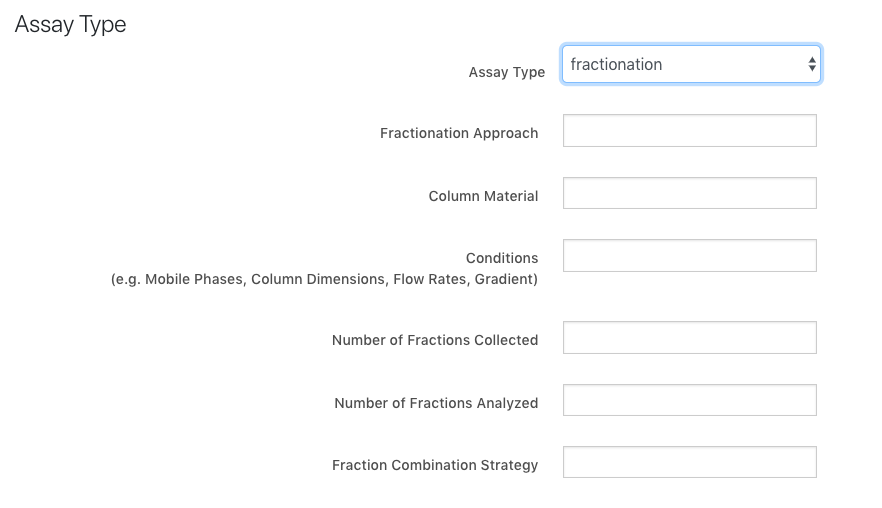 Assay Type
Assay Type
fractionation
Fractionation Approach
Column Material
Conditions
(e.g. Mobile Phases, Column Dimensions, Flow Rates, Gradient)
Number of Fractions Collected
Number of Fractions Analyzed
Fraction Combination Strategy